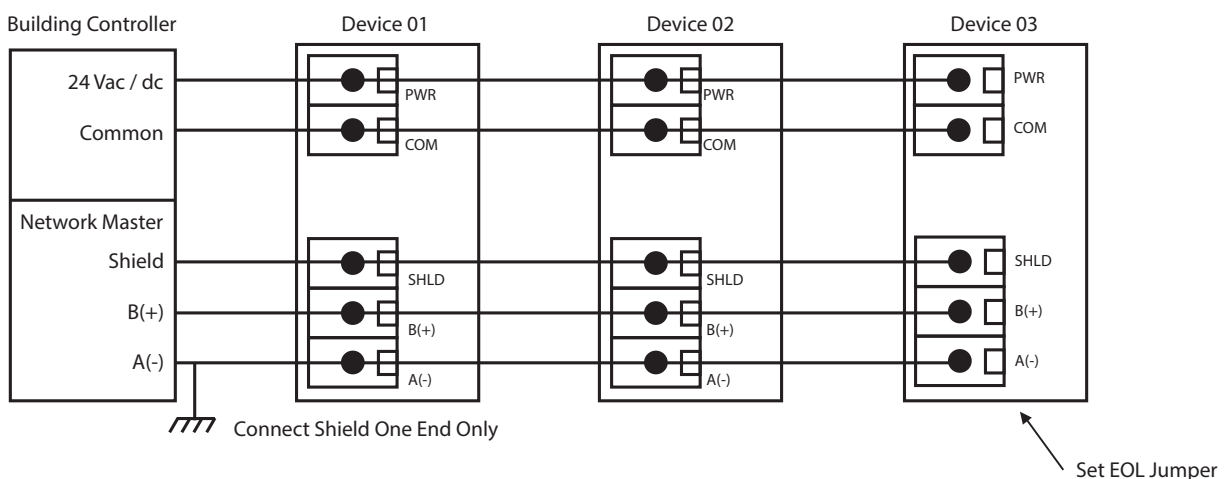 Building Controller
Device 01
Device 02
Device 03
24 Vac / dc
PWR
PWR
PWR
Common
COM
COM
COM
Network Master
Shield
SHLD
SHLD
SHLD
B(+)
B(+)
B(+)
B(+)
A(-)
A(-)
A(-)
A(-)
Connect Shield One End Only
Set EOL Jumper